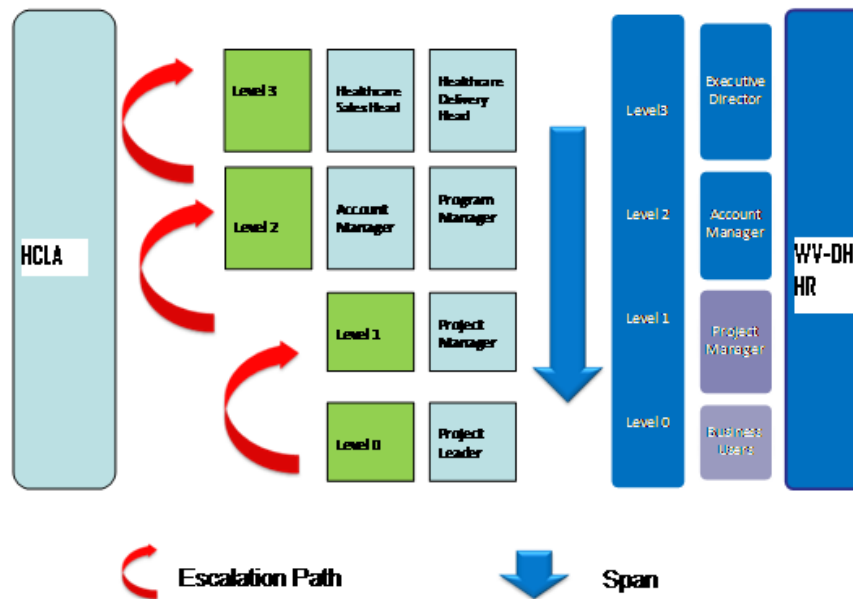 HCLA
Level 3
Healthcare
Sales Head
Healthcare
Delivery
Head
Level 2
Account
Manager
Program
Manager
Level 1
Project
Manager
Level 0
Project
Leader
Level3
Executive
Director
Level 2
Account
Manager
Level 1
Project
Manager
Level 0
Business
Users
WV-DH
HR
Escalation Path
Span